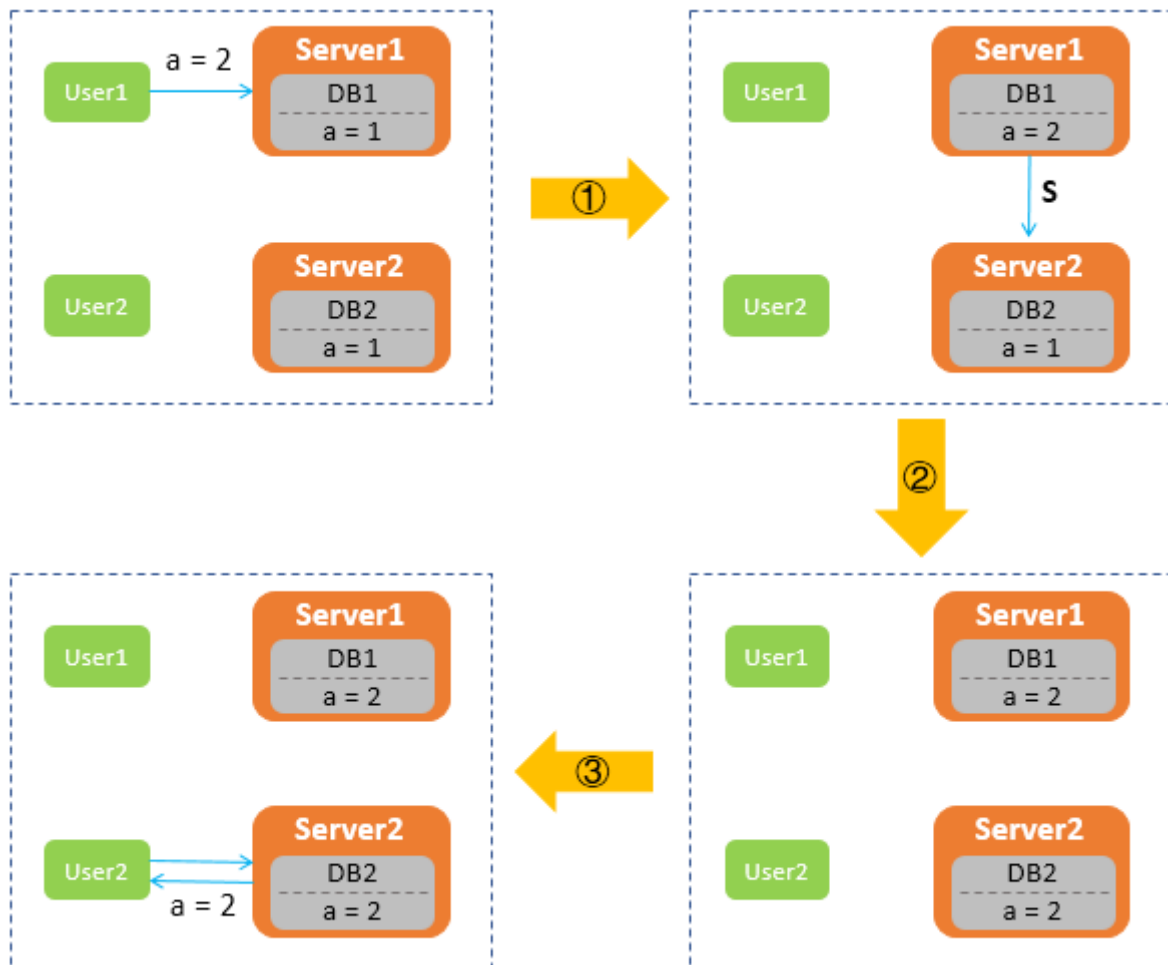 a = 2
User1
Server1
DB1
a = 1
User2
Server2
DB2
a = 1
①
User1
Server1
DB1
a = 2
S
User2
Server2
DB2
a = 1
②
User1
Server1
DB1
a = 2
User2
Server2
DB2
a = 2
③
User1
Server1
DB1
a = 2
User2
a = 2
Server2
DB2
a = 2